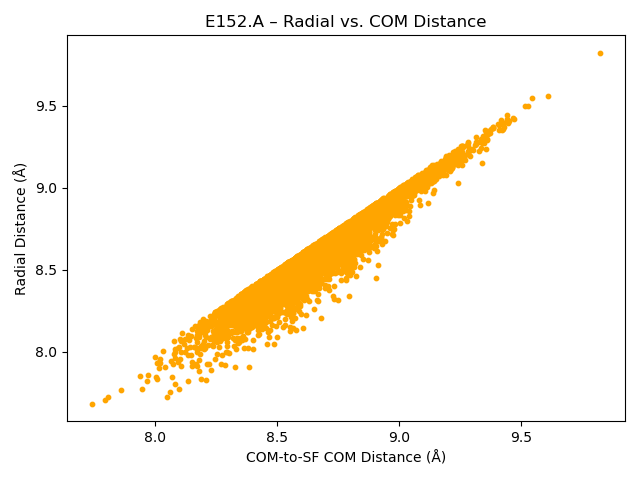 E152.A – Radial vs. COM Distance
Radial Distance (Å)
9.5
9.0
8.5
8.0
8.0 8.5 9.0 9.5
COM-to-SF COM Distance (Å)